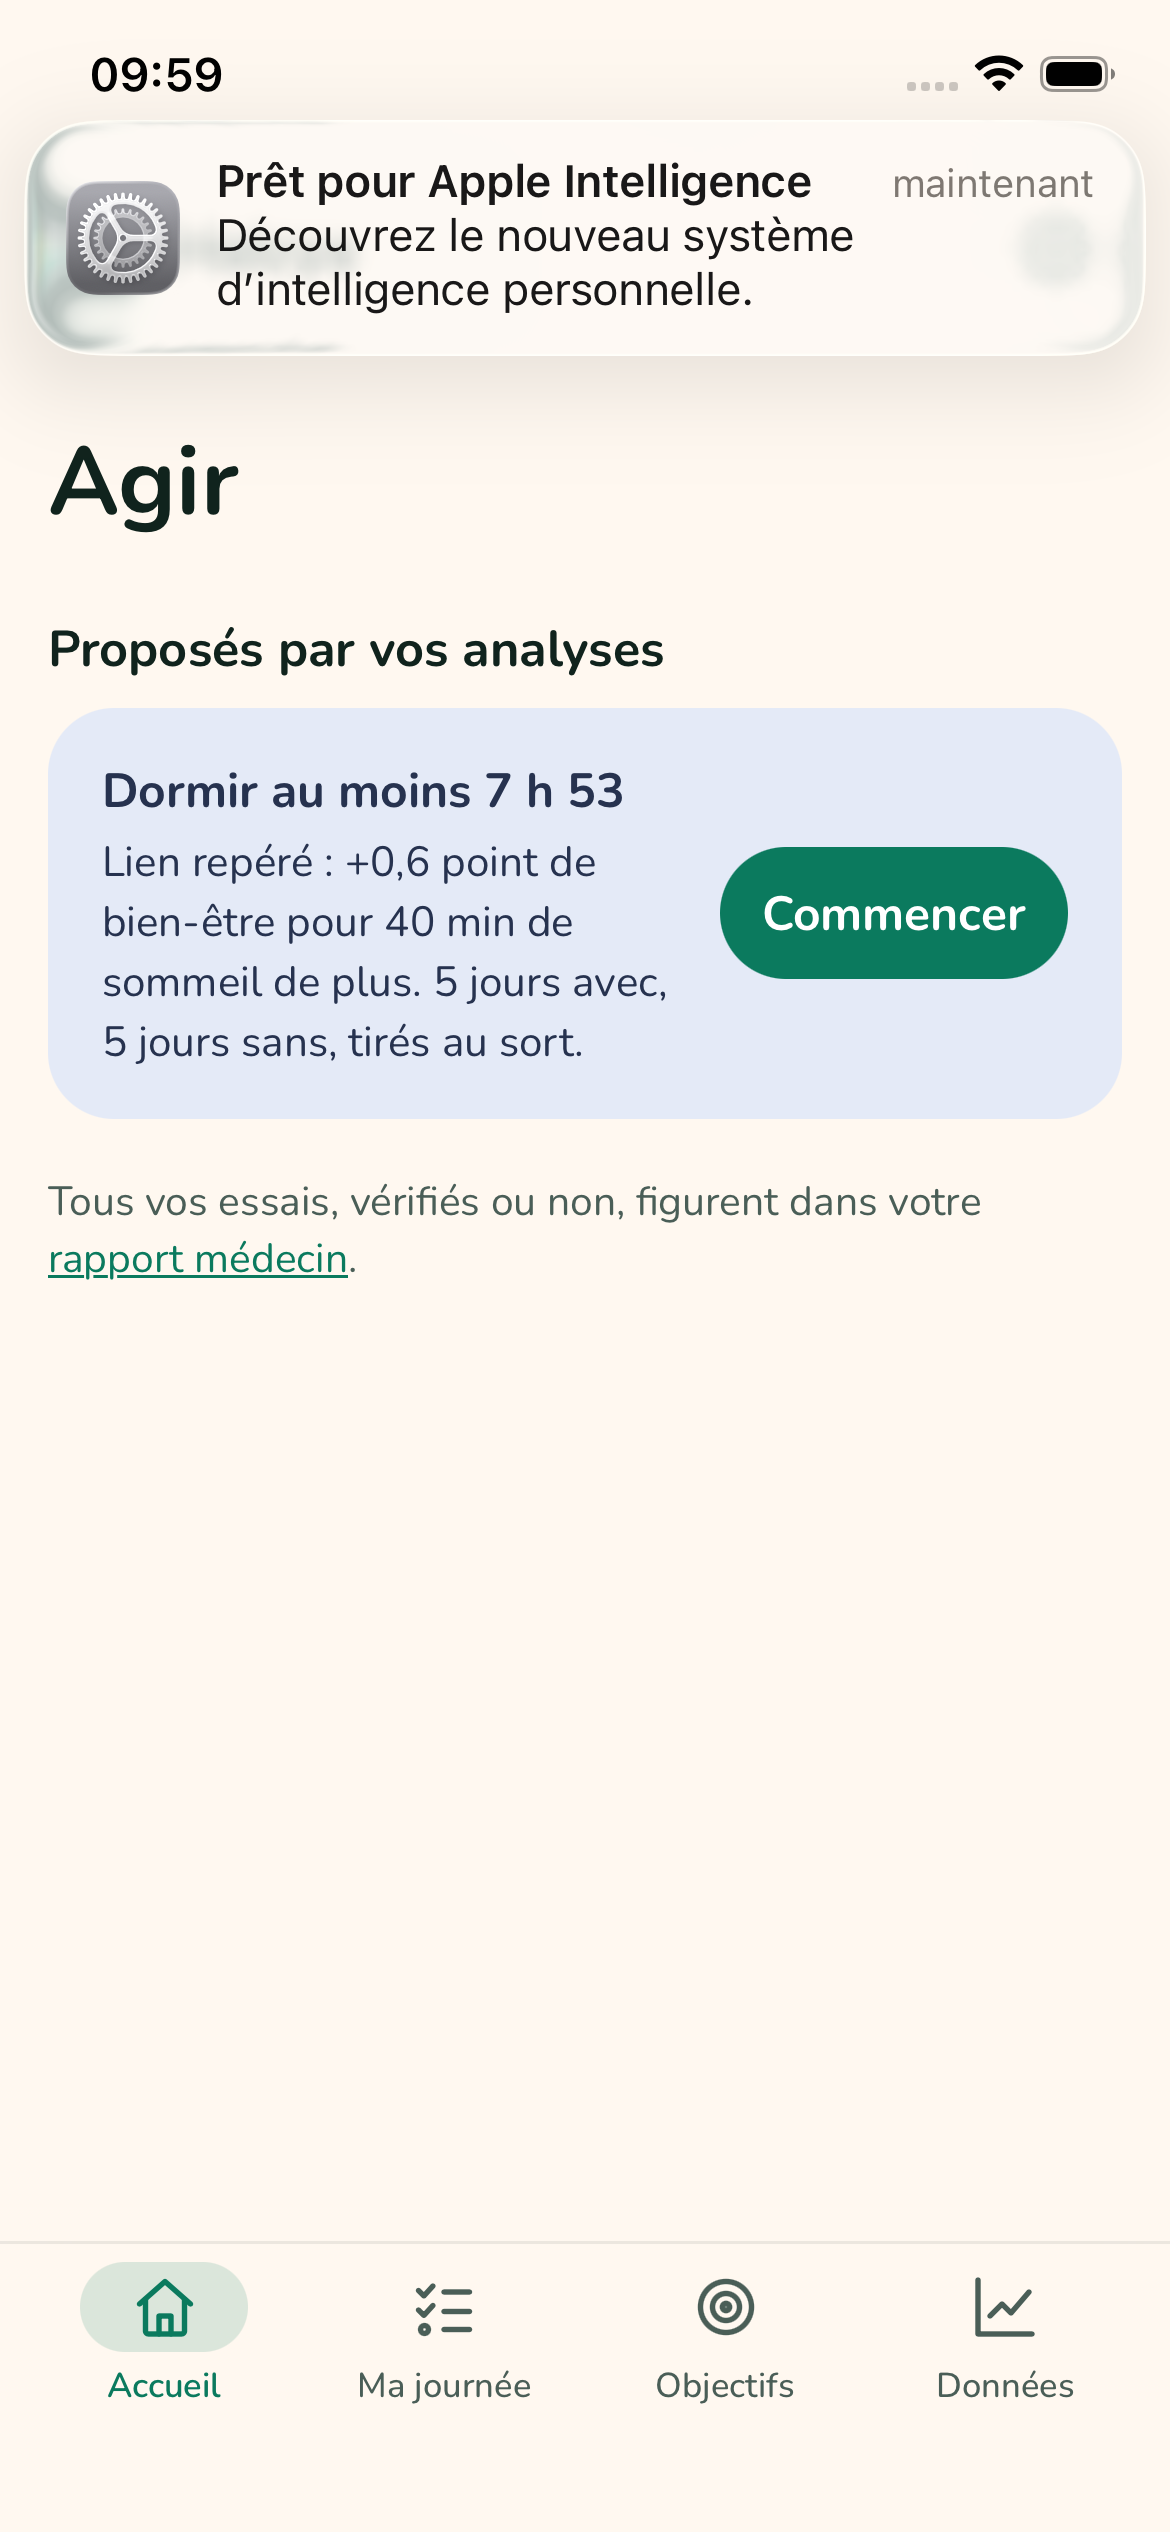 09:59
Prêt pour Apple Intelligence
maintenant
Découvrez le nouveau système
d’intelligence personnelle.
Agir
Proposés par vos analyses
Dormir au moins 7 h 53
Lien repéré : +0,6 point de
bien-être pour 40 min de
sommeil de plus. 5 jours avec,
5 jours sans, tirés au sort.
Commencer
Tous vos essais, vérifiés ou non, figurent dans votre
rapport médecin.
Accueil
Ma journée
Objectifs
Données